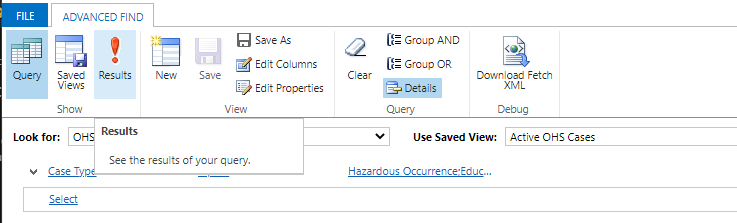 FILE ADVANCED FIND
Query Saved Views Results New Save Save As Edit Columns Edit Properties Clear Group AND Group OR Details Download Fetch XML
Show View Query Debug
Look for: OHS Use Saved View: Active OHS Cases
Results
See the results of your query.
Case Type Hazardous Occurrence;Educ...
Select